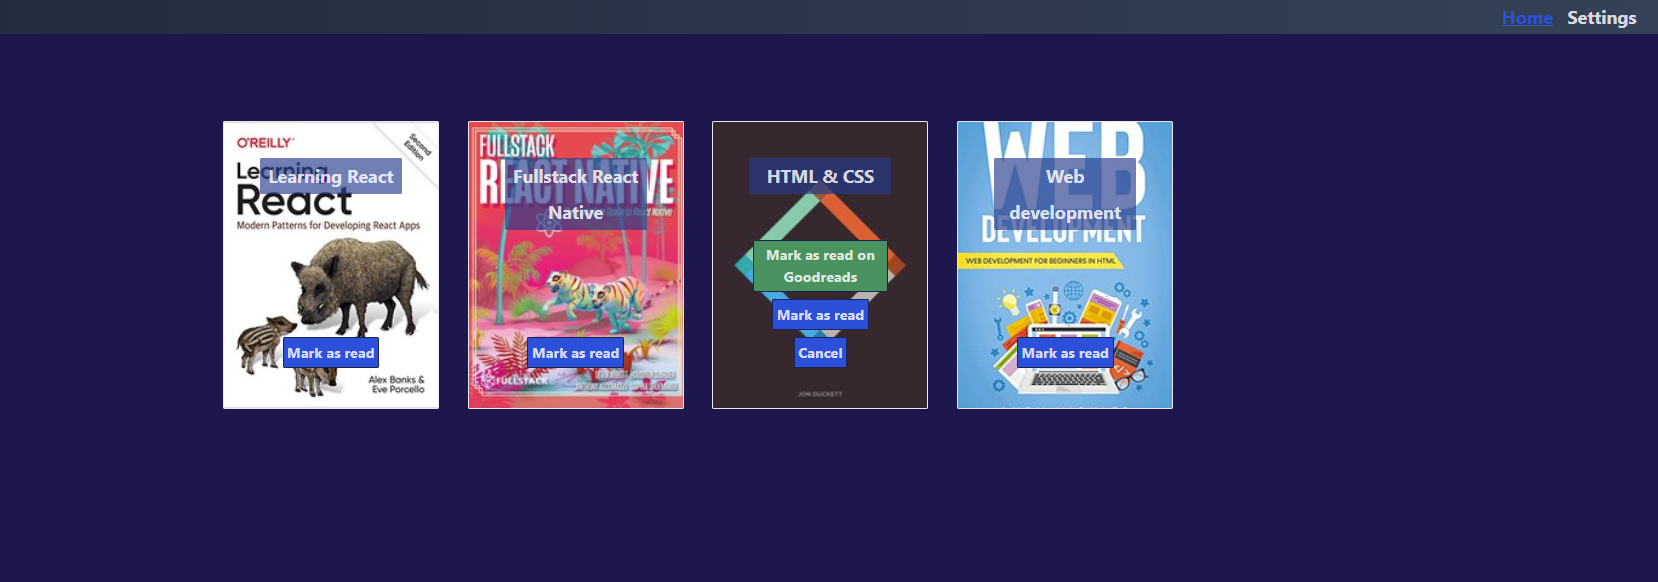 Home Settings
O'REILLY
Second
Edition
Learning
Learning React
React
Modern Patterns for Developing React Apps
Mark as read
Alex Banks &
Eve Porcello
FULLSTACK
REACT NATIVE
Fullstack React
Native
Mark as read
FULLSTACK
HTML & CSS
Mark as read on
Goodreads
Mark as read
Cancel
JON DUCKETT
WEB
Web
development
DEVELOPMENT
WEB DEVELOPMENT FOR BEGINNERS IN HTML
Mark as read